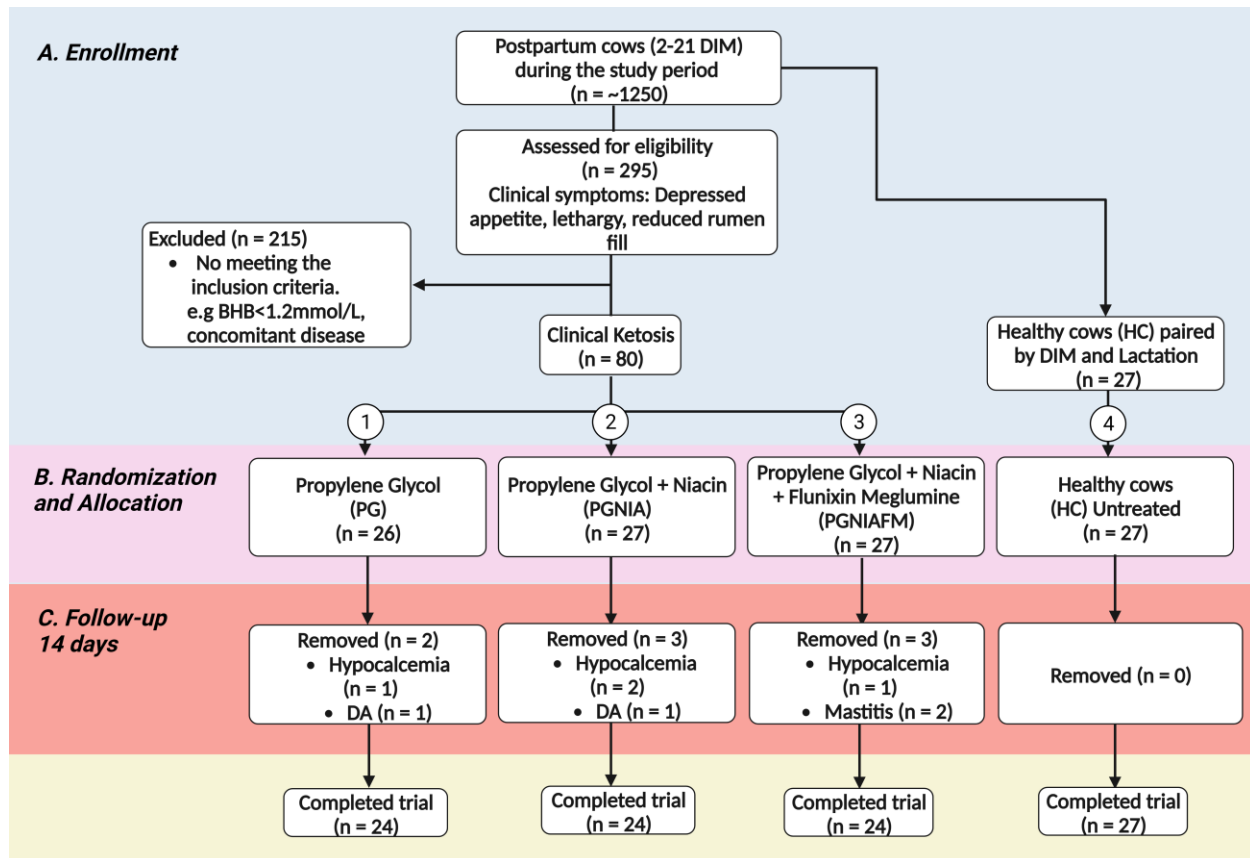 A. Enrollment
Postpartum cows (2-21 DIM)
during the study period
(n = ~1250)
Assessed for eligibility
(n = 295)
Clinical symptoms: Depressed
appetite, lethargy, reduced rumen
fill
Excluded (n = 215)
• No meeting the
inclusion criteria.
e.g BHB<1.2mmol/L,
concomitant disease
Clinical Ketosis
(n = 80)
Healthy cows (HC) paired
by DIM and Lactation
(n = 27)
1
2
3
4
B. Randomization
and Allocation
Propylene Glycol
(PG)
(n = 26)
Propylene Glycol + Niacin
(PGNIA)
(n = 27)
Propylene Glycol + Niacin
+ Flunixin Meglumine
(PGNIAFM)
(n = 27)
Healthy cows
(HC) Untreated
(n = 27)
C. Follow-up
14 days
Removed (n = 2)
• Hypocalcemia
(n = 1)
• DA (n = 1)
Removed (n = 3)
• Hypocalcemia
(n = 2)
• DA (n = 1)
Removed (n = 3)
• Hypocalcemia
(n = 1)
• Mastitis (n = 2)
Removed (n = 0)
Completed trial
(n = 24)
Completed trial
(n = 24)
Completed trial
(n = 24)
Completed trial
(n = 27)